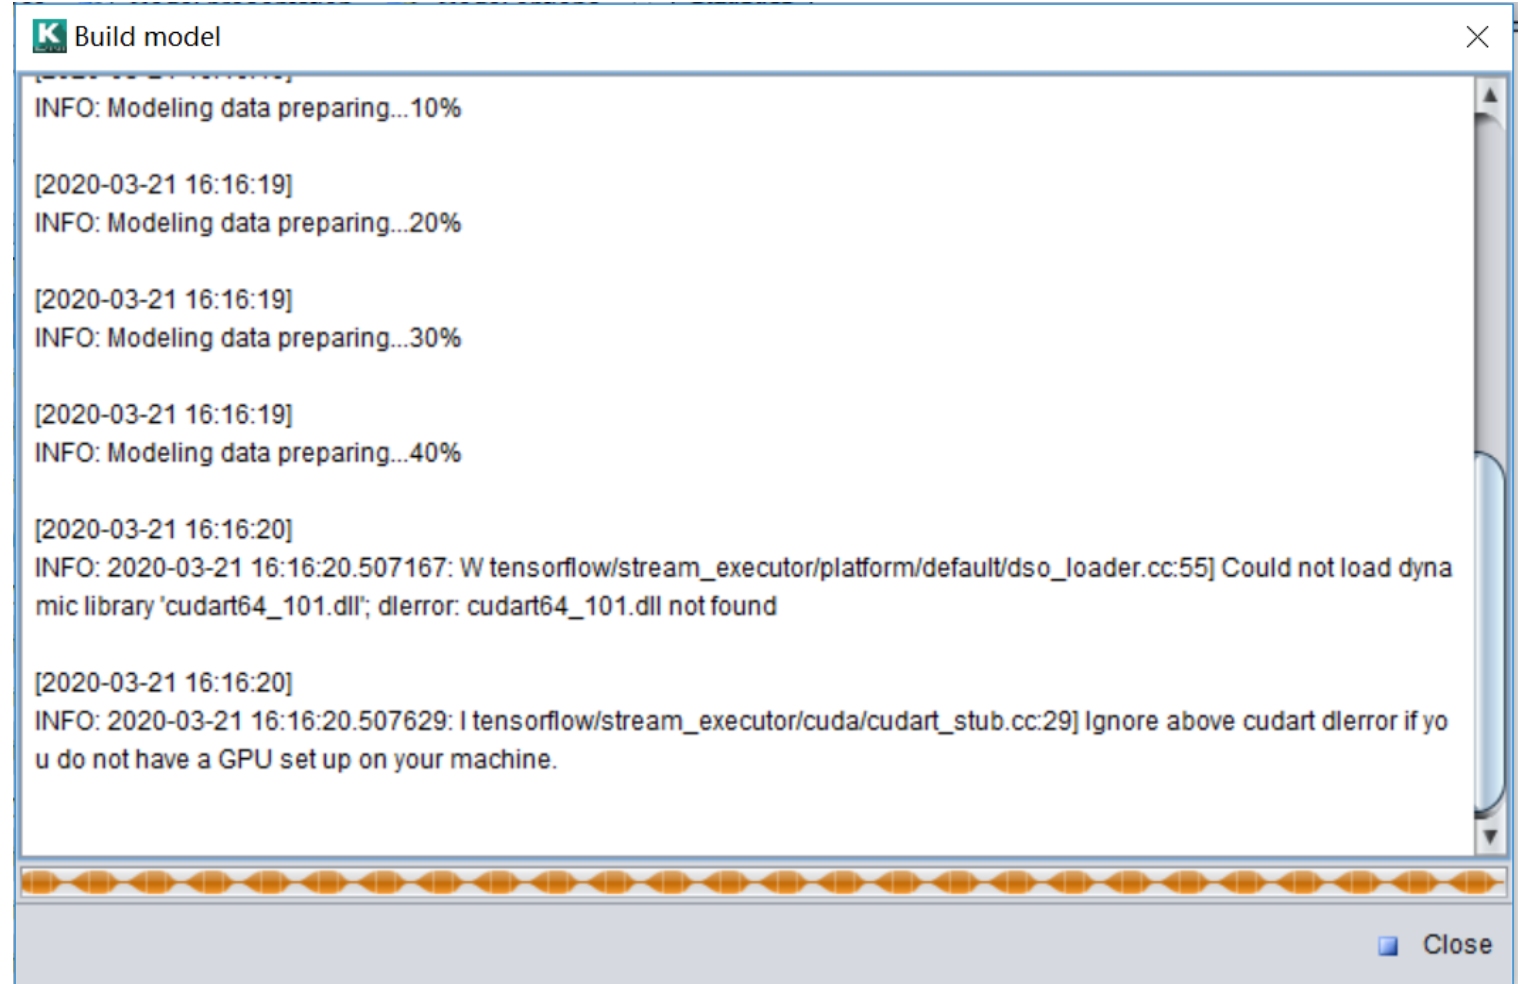 Build model
INFO: Modeling data preparing...10%
[2020-03-21 16:16:19]
INFO: Modeling data preparing...20%
[2020-03-21 16:16:19]
INFO: Modeling data preparing...30%
[2020-03-21 16:16:19]
INFO: Modeling data preparing...40%
[2020-03-21 16:16:20]
INFO: 2020-03-21 16:16:20.507167: W tensorflow/stream_executor/platform/default/dso_loader.cc:55] Could not load dyna
mic library 'cudart64_101.dll'; dlerror: cudart64_101.dll not found
[2020-03-21 16:16:20]
INFO: 2020-03-21 16:16:20.507629: I tensorflow/stream_executor/cuda/cudart_stub.cc:29] Ignore above cudart dlerror if yo
u do not have a GPU set up on your machine.
Close